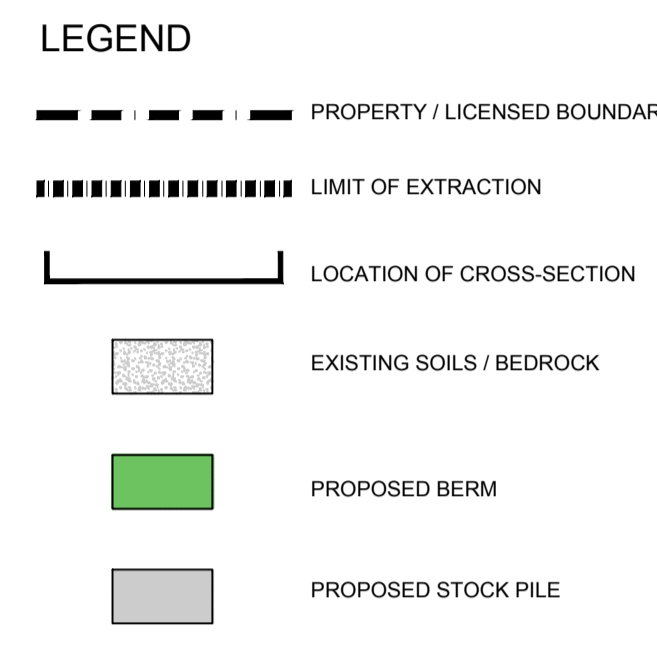 LEGEND
PROPERTY / LICENSED BOUNDAR
LIMIT OF EXTRACTION
LOCATION OF CROSS-SECTION
EXISTING SOILS / BEDROCK
PROPOSED BERM
PROPOSED STOCK PILE